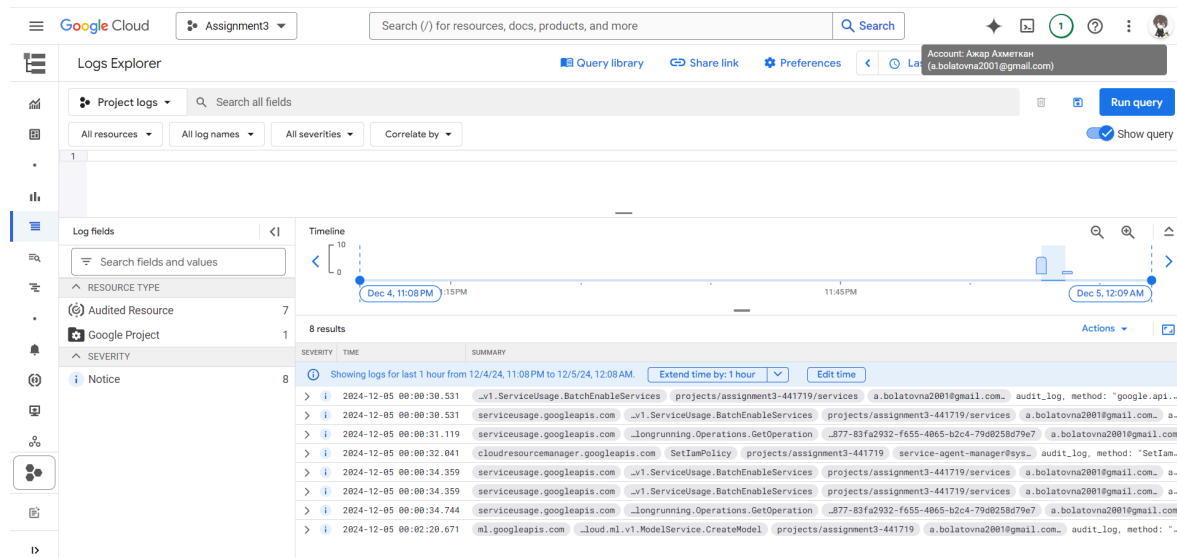 Google Cloud
Assignment3
Search (/) for resources, docs, products, and more
Search
1
Account: Ажар Ахметкан
(a.bolatovna2001@gmail.com)
Logs Explorer
Query library
Share link
Preferences
Project logs
Search all fields
Run query
All resources
All log names
All severities
Correlate by
Show query
1
Log fields
Search fields and values
RESOURCE TYPE
Audited Resource 7
Google Project 1
SEVERITY
Notice 8
Timeline
10
0
Dec 4, 11:08 PM
:15PM
11:45PM
Dec 5, 12:09 AM
8 results
Actions
SEVERITY TIME SUMMARY
Showing logs for last 1 hour from 12/4/24, 11:08 PM to 12/5/24, 12:08 AM. Extend time by: 1 hour Edit time
2024-12-05 00:00:30.531 …v1.ServiceUsage.BatchEnableServices projects/assignment3-441719/services a.bolatovna2001@gmail.com… audit_log, method: "google.api.…
2024-12-05 00:00:30.531 serviceusage.googleapis.com …v1.ServiceUsage.BatchEnableServices projects/assignment3-441719/services a.bolatovna2001@gmail.com… a…
2024-12-05 00:00:31.119 serviceusage.googleapis.com …longrunning.Operations.GetOperation …877-83fa2932-f655-4065-b2c4-79d0258d79e7 a.bolatovna2001@gmail.com
2024-12-05 00:00:32.041 cloudresourcemanager.googleapis.com SetIamPolicy projects/assignment3-441719 service-agent-manager@sys… audit_log, method: "SetIam…
2024-12-05 00:00:34.359 serviceusage.googleapis.com …v1.ServiceUsage.BatchEnableServices projects/assignment3-441719/services a.bolatovna2001@gmail.com… a…
2024-12-05 00:00:34.359 serviceusage.googleapis.com …v1.ServiceUsage.BatchEnableServices projects/assignment3-441719/services a.bolatovna2001@gmail.com… a…
2024-12-05 00:00:34.744 serviceusage.googleapis.com …longrunning.Operations.GetOperation …877-83fa2932-f655-4065-b2c4-79d0258d79e7 a.bolatovna2001@gmail.com
2024-12-05 00:02:20.671 ml.googleapis.com …loud.ml.v1.ModelService.CreateModel projects/assignment3-441719 a.bolatovna2001@gmail.com… audit_log, method: "…